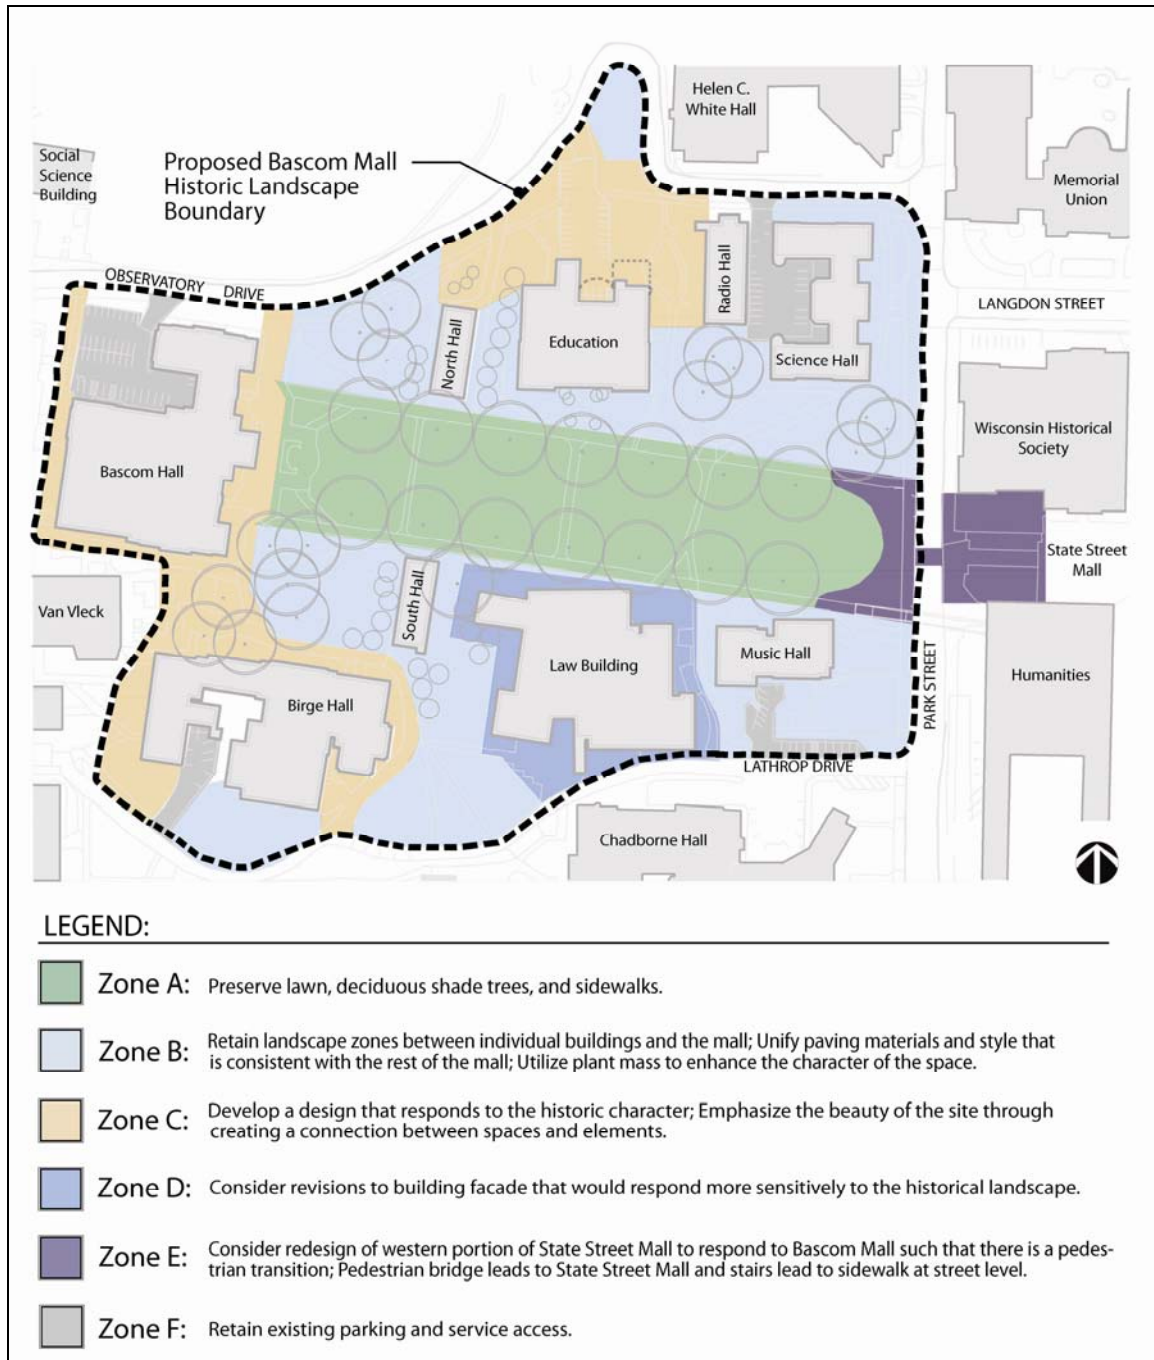 Helen C.
White Hall
Social
Science
Building
Proposed Bascom Mall
Historic Landscape
Boundary
Memorial
Union
OBSERVATORY DRIVE
Radio Hall
LANGDON STREET
North Hall
Education
Science Hall
Wisconsin Historical
Society
Bascom Hall
State Street
Mall
Van Vleck
South Hall
Law Building
Music Hall
Humanities
Birge Hall
PARK STREET
LATHROP DRIVE
Chadborne Hall
LEGEND:
Zone A: Preserve lawn, deciduous shade trees, and sidewalks.
Zone B: Retain landscape zones between individual buildings and the mall; Unify paving materials and style that
is consistent with the rest of the mall; Utilize plant mass to enhance the character of the space.
Zone C: Develop a design that responds to the historic character; Emphasize the beauty of the site through
creating a connection between spaces and elements.
Zone D: Consider revisions to building facade that would respond more sensitively to the historical landscape.
Zone E: Consider redesign of western portion of State Street Mall to respond to Bascom Mall such that there is a pedes-
trian transition; Pedestrian bridge leads to State Street Mall and stairs lead to sidewalk at street level.
Zone F: Retain existing parking and service access.